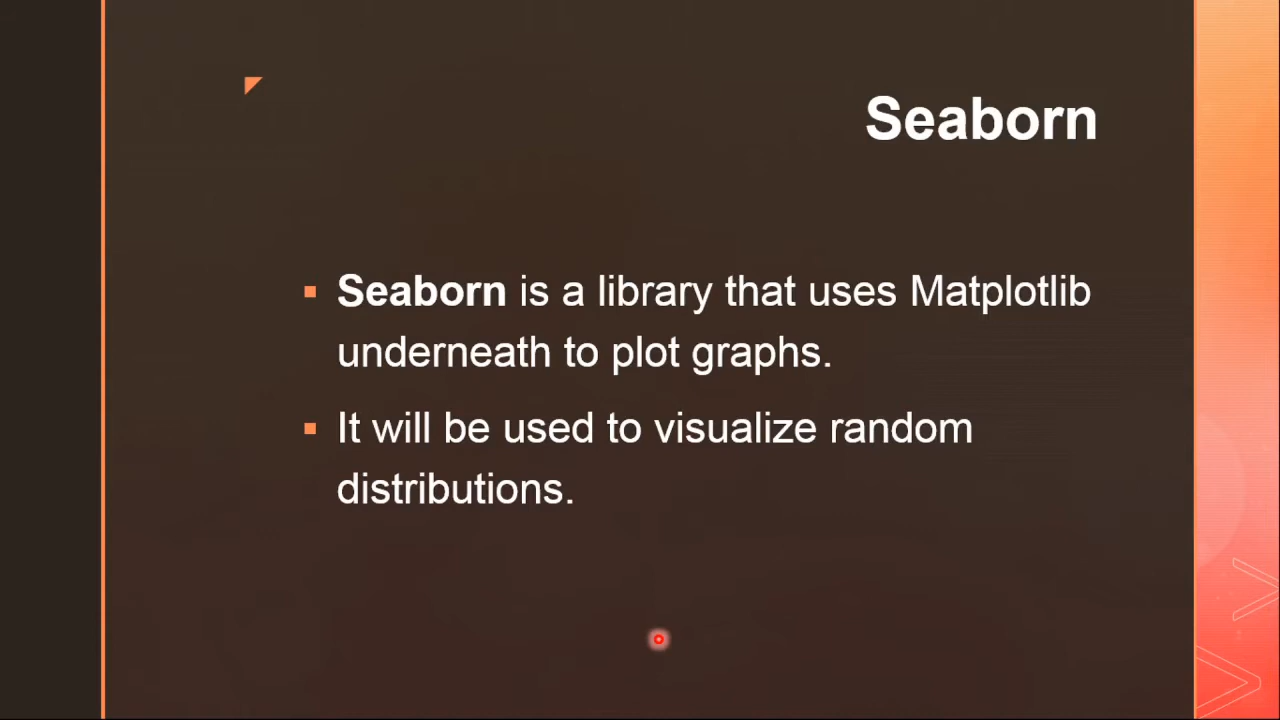 Seaborn
Seaborn is a library that uses Matplotlib
underneath to plot graphs.
It will be used to visualize random
distributions.